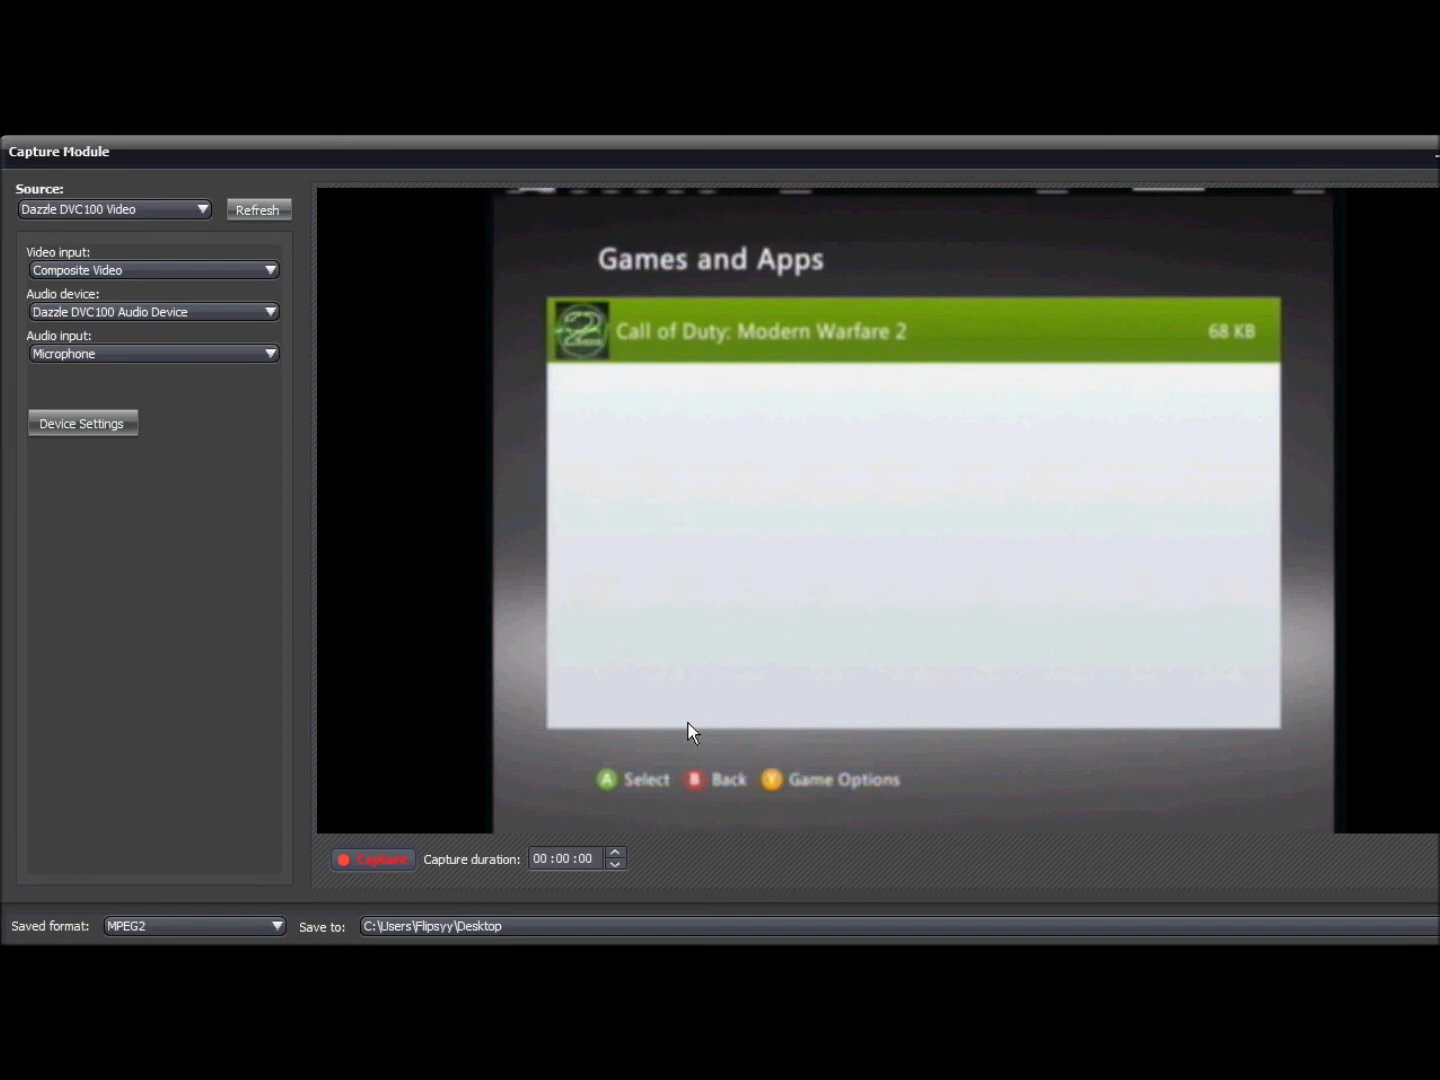 Capture Module
Source:
Dazzle DVC100 Video
Refresh
Video input:
Composite Video
Audio device:
Dazzle DVC100 Audio Device
Audio input:
Microphone
Device Settings
Games and Apps
2
Call of Duty: Modern Warfare 2 68 KB
A Select B Back Y Game Options
Capture Capture duration: 00 :00 :00
Saved format: MPEG2 Save to: C:\Users\Flipsyy\Desktop